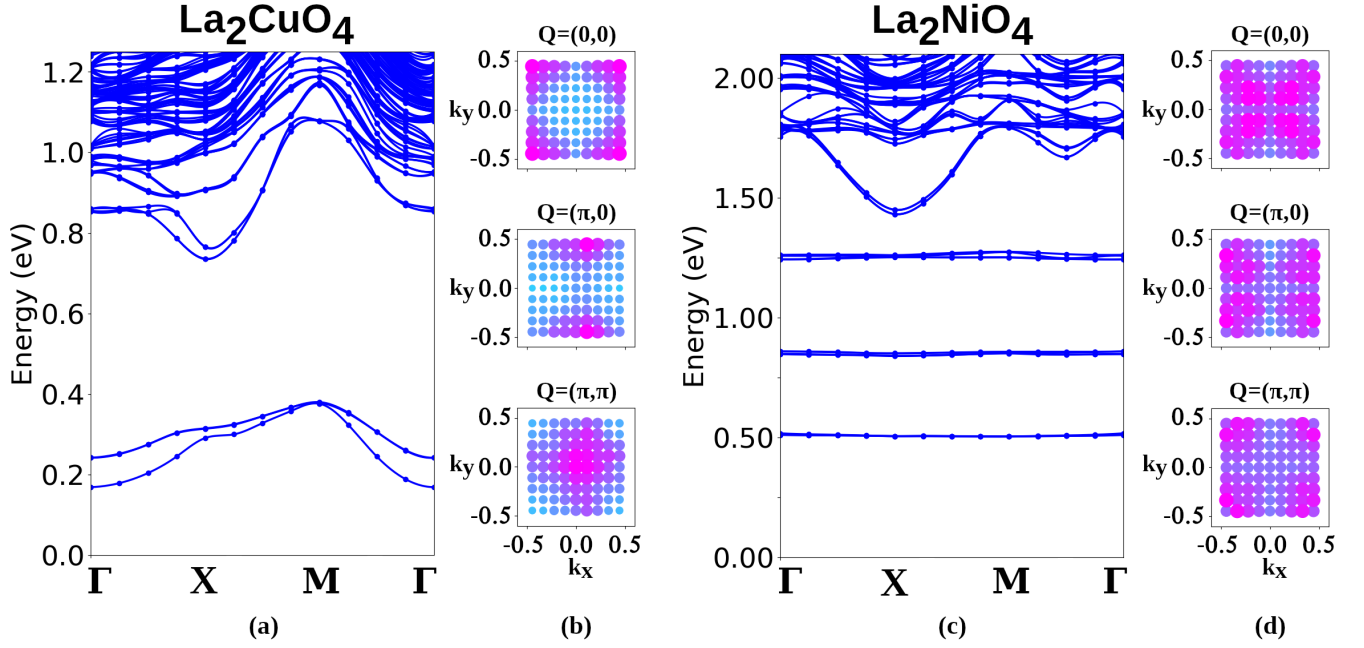 La2CuO4
Energy (eV)
1.2
1.0
0.8
0.6
0.4
0.2
0.0
Γ X M Γ
(a)
Q=(0,0)
ky
0.5
0.0
-0.5
Q=(π,0)
ky
0.5
0.0
-0.5
Q=(π,π)
ky
0.5
0.0
-0.5
-0.5 0.0 0.5
kx
(b)
La2NiO4
Energy (eV)
2.00
1.50
1.00
0.50
0.00
Γ X M Γ
(c)
Q=(0,0)
ky
0.5
0.0
-0.5
Q=(π,0)
ky
0.5
0.0
-0.5
Q=(π,π)
ky
0.5
0.0
-0.5
-0.5 0.0 0.5
kx
(d)